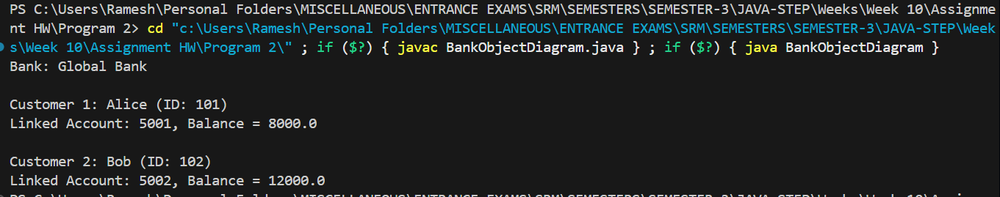 PS C:\Users\Ramesh\Personal Folders\MISCELLANEOUS\ENTRANCE EXAMS\SRM\SEMESTERS\SEMESTER-3\JAVA-STEP\Weeks\Week 10\Assignme
nt HW\Program 2> cd "c:\Users\Ramesh\Personal Folders\MISCELLANEOUS\ENTRANCE EXAMS\SRM\SEMESTERS\SEMESTER-3\JAVA-STEP\Week
s\Week 10\Assignment HW\Program 2\" ; if ($?) { javac BankObjectDiagram.java } ; if ($?) { java BankObjectDiagram }
Bank: Global Bank
Customer 1: Alice (ID: 101)
Linked Account: 5001, Balance = 8000.0
Customer 2: Bob (ID: 102)
Linked Account: 5002, Balance = 12000.0